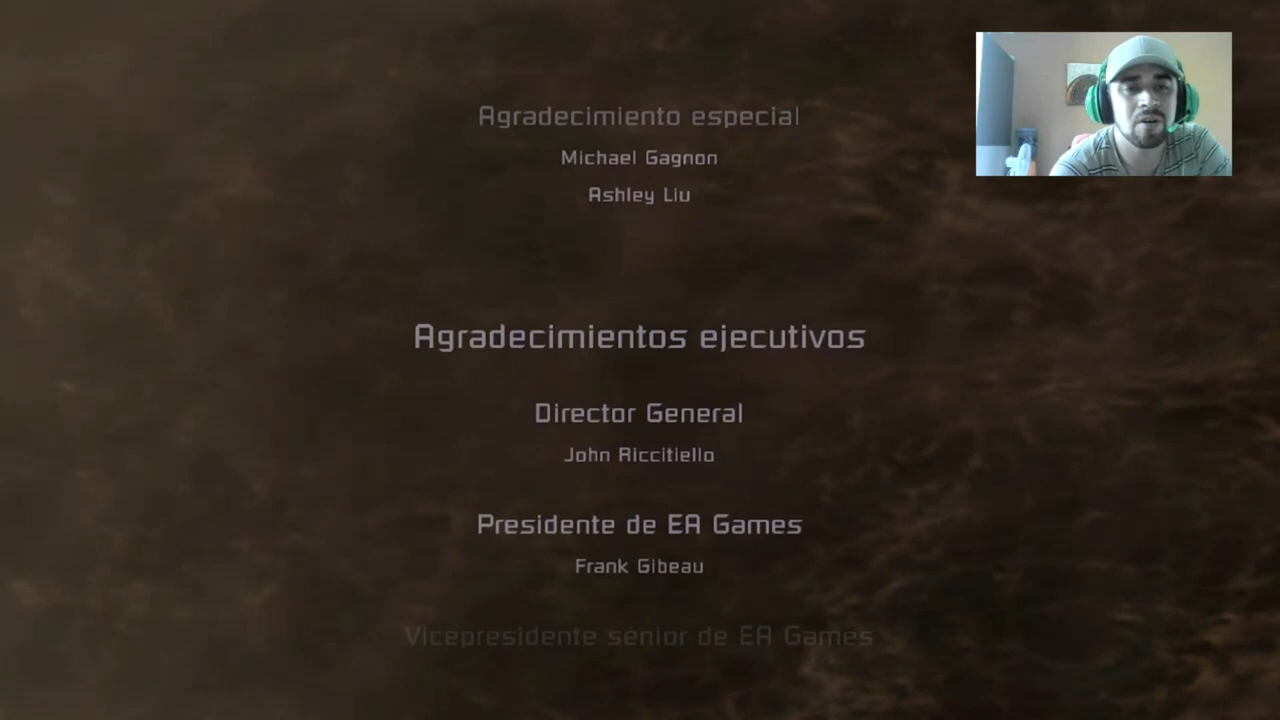 Agradecimiento especial
Michael Gagnon
Ashley Liu
Agradecimientos ejecutivos
Director General
John Riccitiello
Presidente de EA Games
Frank Gibeau
Vicepresidente sénior de EA Games